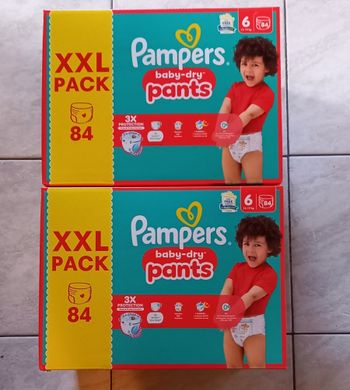 XXL
PACK
84
Pampers
baby-dry
pants
3X
PROTECTION
6
84
XXL
PACK
84
Pampers
baby-dry
pants
3X
PROTECTION
6
84